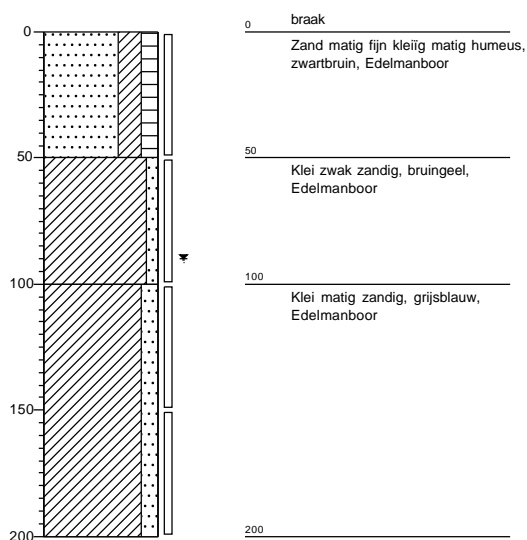 0
50
100
150
200
0
braak
Zand matig fijn kleiïg matig humeus,
zwartbruin, Edelmanboor
50
Klei zwak zandig, bruingeel,
Edelmanboor
100
Klei matig zandig, grijsblauw,
Edelmanboor
200